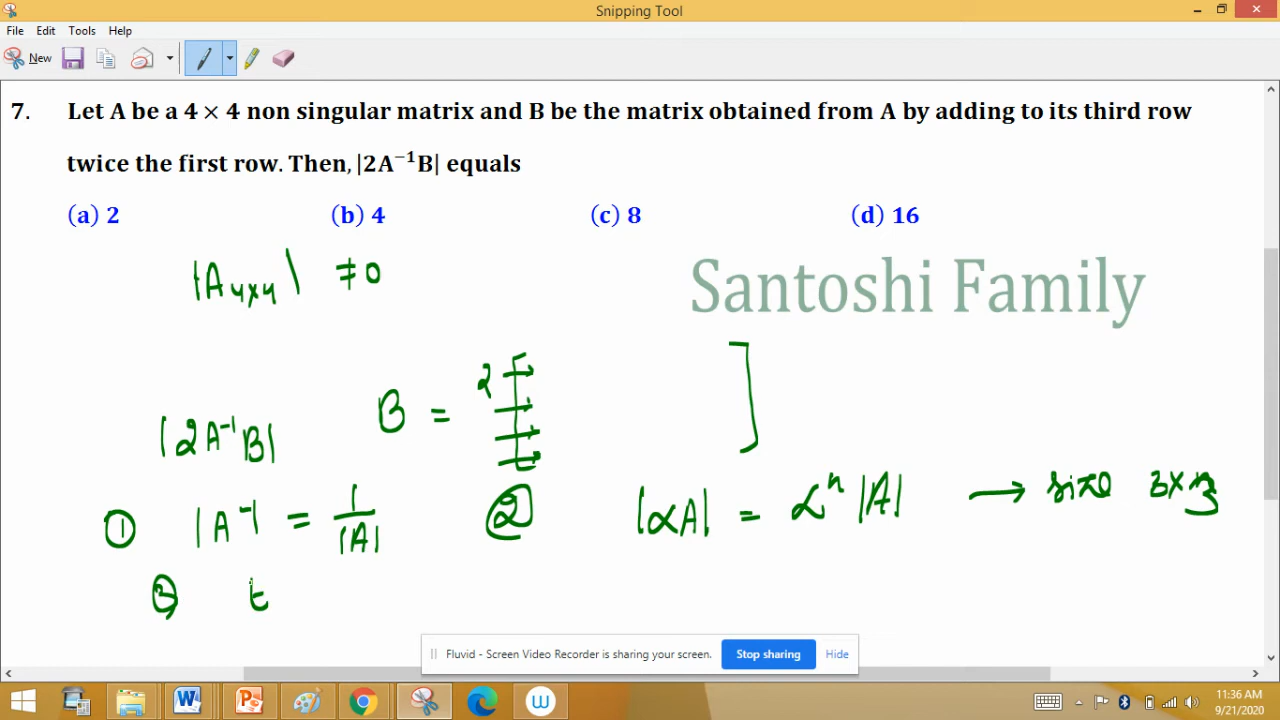 Snipping Tool
File Edit Tools Help
New
7. Let A be a 4 × 4 non singular matrix and B be the matrix obtained from A by adding to its third row
twice the first row. Then, |2A⁻¹B| equals
(a) 2 (b) 4 (c) 8 (d) 16
|A₄ₓ₄| ≠ 0
Santoshi Family
B = 2 [ ]
|2A⁻¹B|
① |A⁻¹| = 1/|A| ② |αA| = αⁿ |A| → size
③ t
Fluvid - Screen Video Recorder is sharing your screen. Stop sharing Hide
11:36 AM
9/21/2020